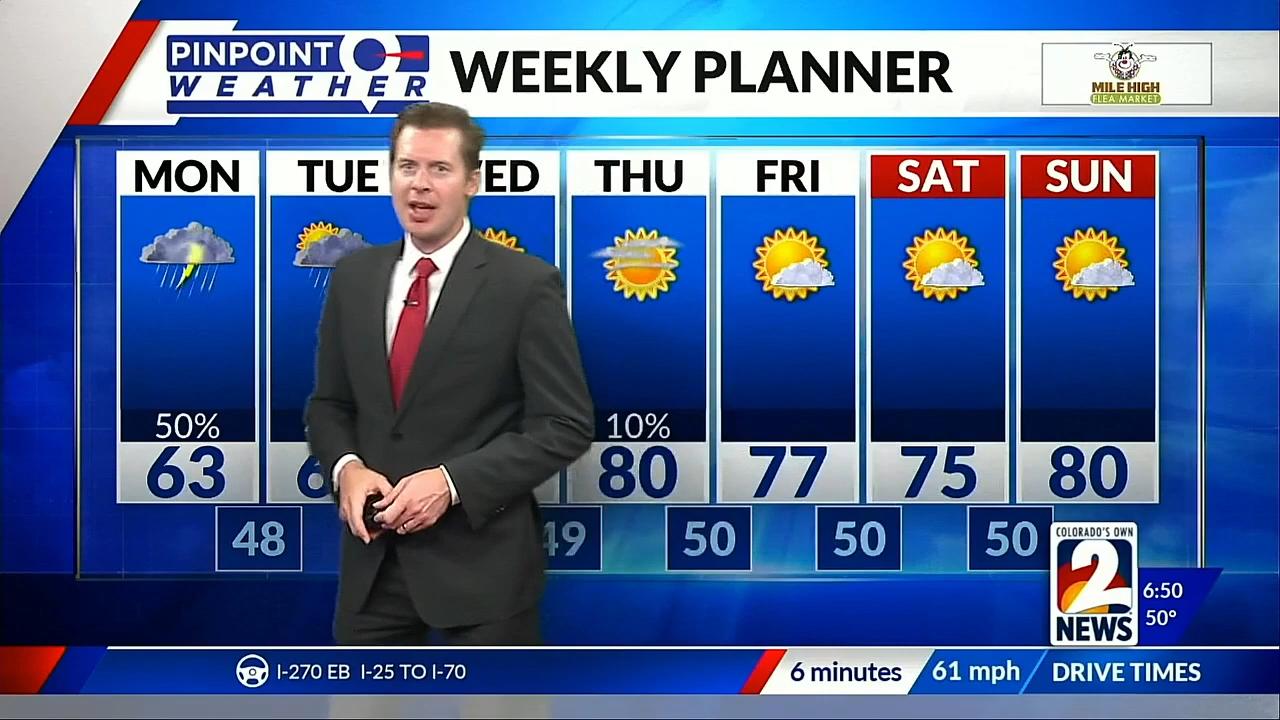 PINPOINT
WEATHER
WEEKLY PLANNER
MILE HIGH
FLEA MARKET
MON
TUE
THU
FRI
SAT
SUN
50%
10%
63
80
77
75
80
48
49
50
50
50
COLORADO'S OWN
2
NEWS
6:50
50°
I-270 EB I-25 TO I-70
6 minutes
61 mph
DRIVE TIMES